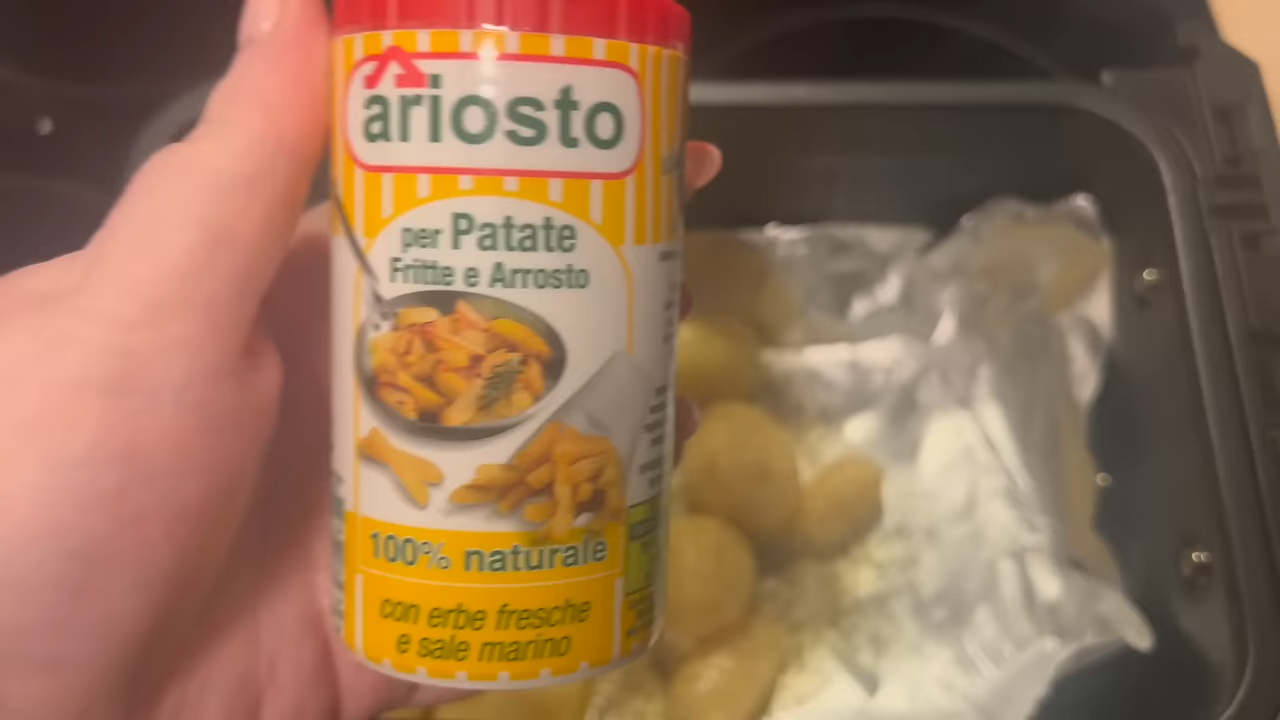 ariosto
per Patate
Fritte e Arrosto
100% naturale
con erbe fresche
e sale marino